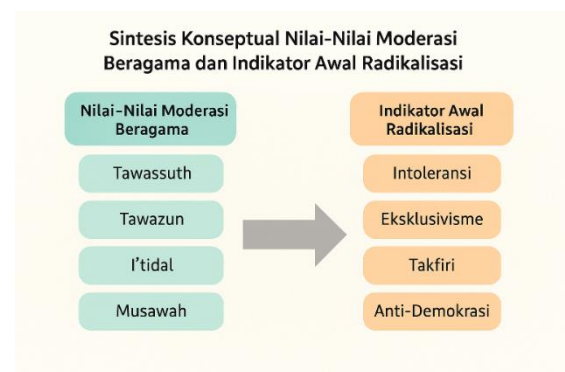 Sintesis Konseptual Nilai-Nilai Moderasi
Beragama dan Indikator Awal Radikalisasi
Nilai-Nilai Moderasi
Beragama
Tawassuth
Tawazun
I'tidal
Musawah
Indikator Awal
Radikalisasi
Intoleransi
Eksklusivisme
Takfiri
Anti-Demokrasi